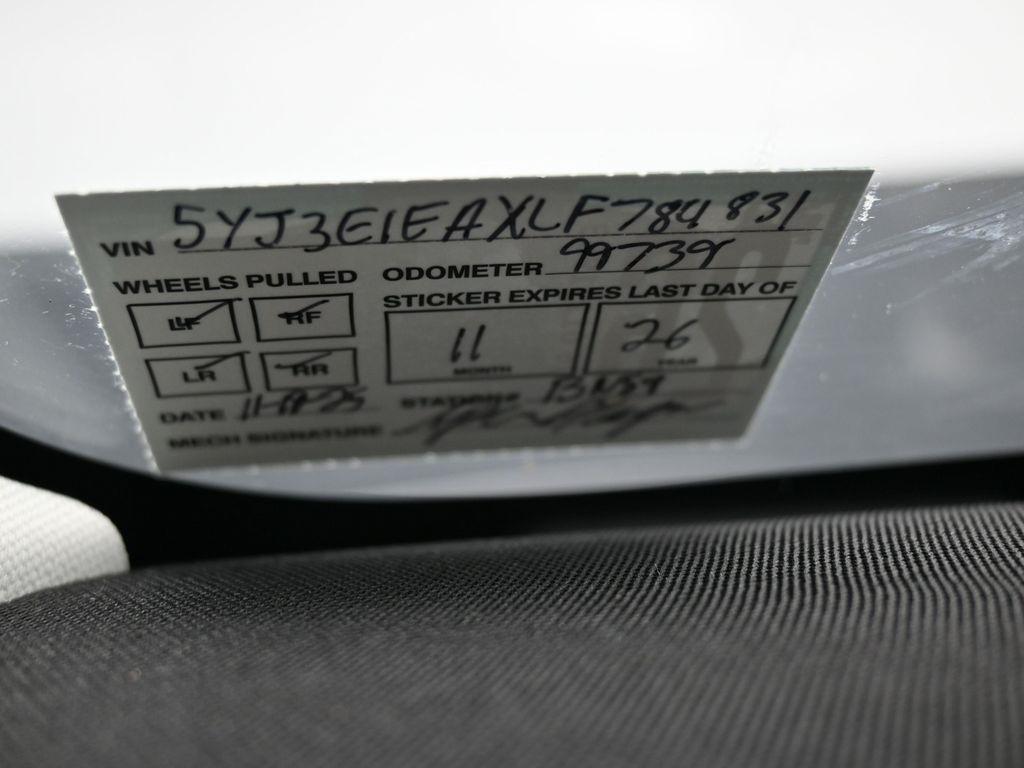 VIN 5YJ3E1EAXLF784831
WHEELS PULLED ODOMETER 99739
STICKER EXPIRES LAST DAY OF
LF RF
11 26
MONTH YEAR
LR RR
DATE STATION#
MECH SIGNATURE